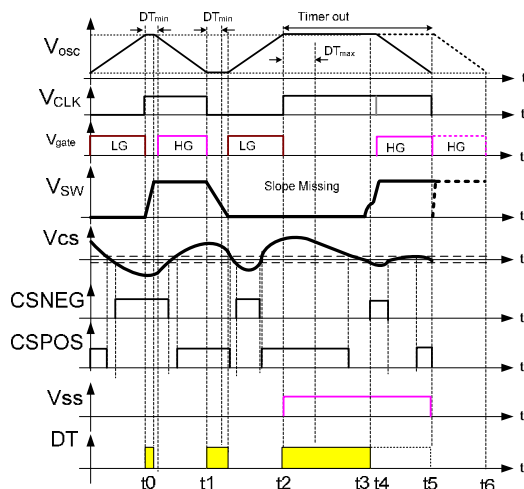 DTmin DTmin Timer out
DTmax
Vosc t
VCLK t
Vgate LG HG LG HG HG t
VSW Slope Missing t
Vcs t
CSNEG t
CSPOS t
Vss t
DT t
t0 t1 t2 t3 t4 t5 t6